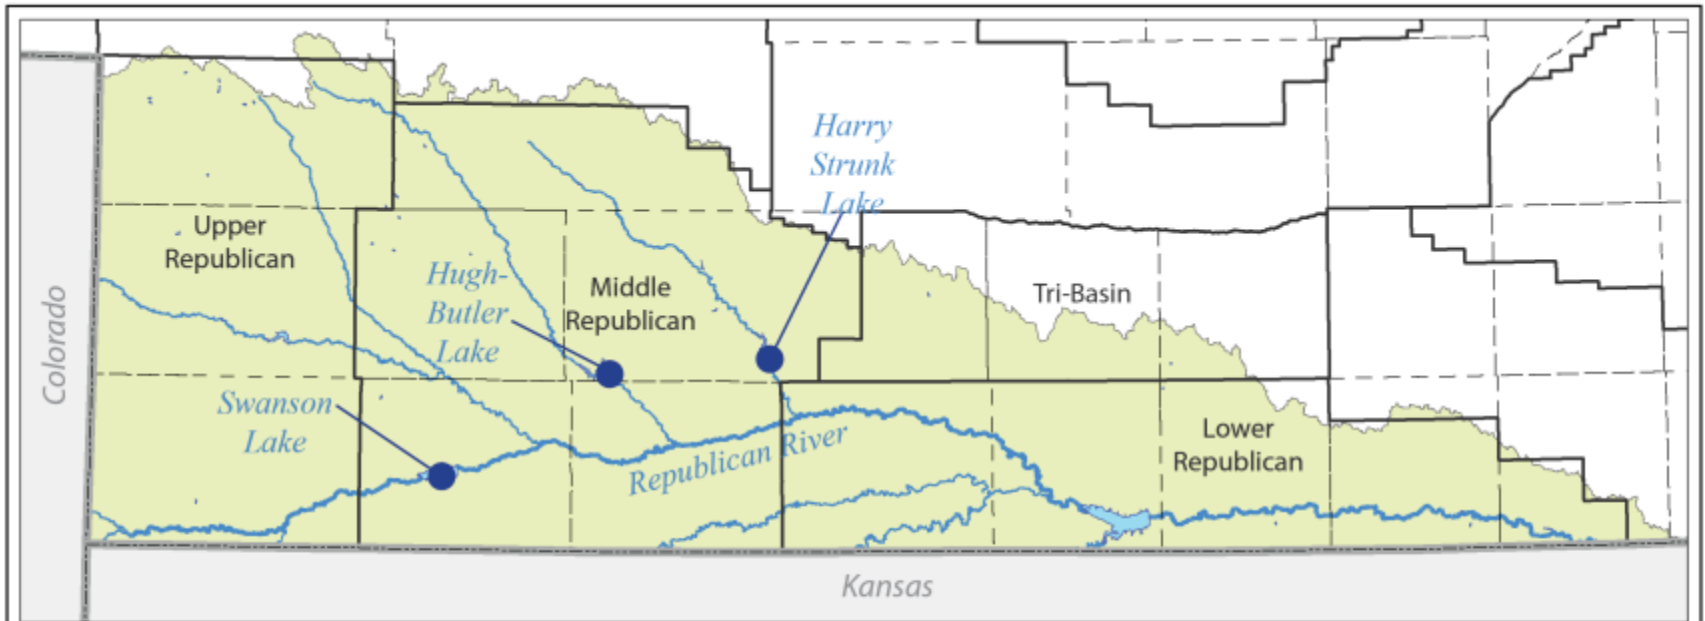 Harry
Strunk
Lake
Upper
Republican
Hugh-
Butler
Lake
Middle
Republican
Tri-Basin
Colorado
Swanson
Lake
Republican River
Lower
Republican
Kansas